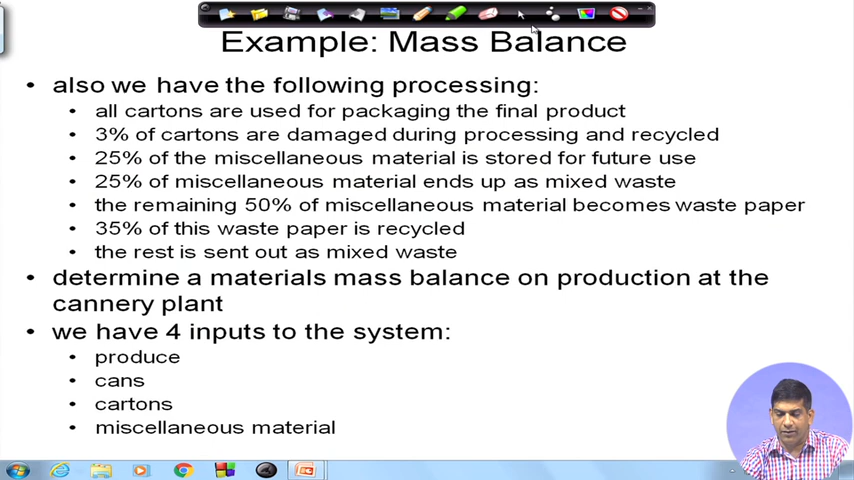 Example: Mass Balance
• also we have the following processing:
• all cartons are used for packaging the final product
• 3% of cartons are damaged during processing and recycled
• 25% of the miscellaneous material is stored for future use
• 25% of miscellaneous material ends up as mixed waste
• the remaining 50% of miscellaneous material becomes waste paper
• 35% of this waste paper is recycled
• the rest is sent out as mixed waste
• determine a materials mass balance on production at the
cannery plant
• we have 4 inputs to the system:
• produce
• cans
• cartons
• miscellaneous material